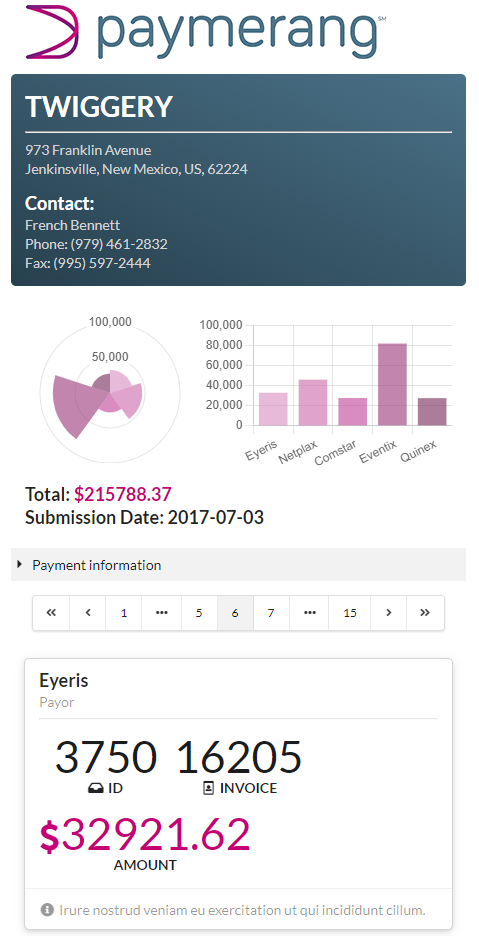 paymerang℠
TWIGGERY
973 Franklin Avenue
Jenkinsville, New Mexico, US, 62224
Contact:
French Bennett
Phone: (979) 461-2832
Fax: (995) 597-2444
100,000
50,000
100,000
80,000
60,000
40,000
20,000
0
Eyeris Netplax Comstar Eventix Quinex
Total: $215788.37
Submission Date: 2017-07-03
Payment information
« ‹ 1 ••• 5 6 7 ••• 15 › »
Eyeris
Payor
3750 16205
ID INVOICE
$32921.62
AMOUNT
Irure nostrud veniam eu exercitation ut qui incididunt cillum.